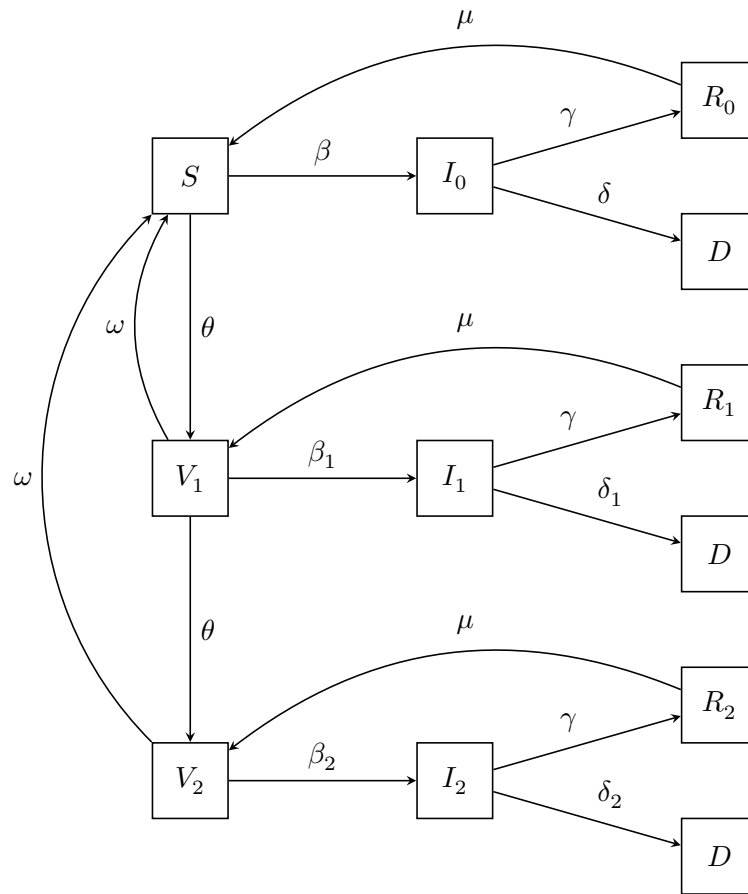 μ
R₀
γ
S
β
I₀
δ
D
ω
θ
μ
R₁
γ
V₁
β₁
I₁
δ₁
D
ω
θ
μ
R₂
γ
V₂
β₂
I₂
δ₂
D